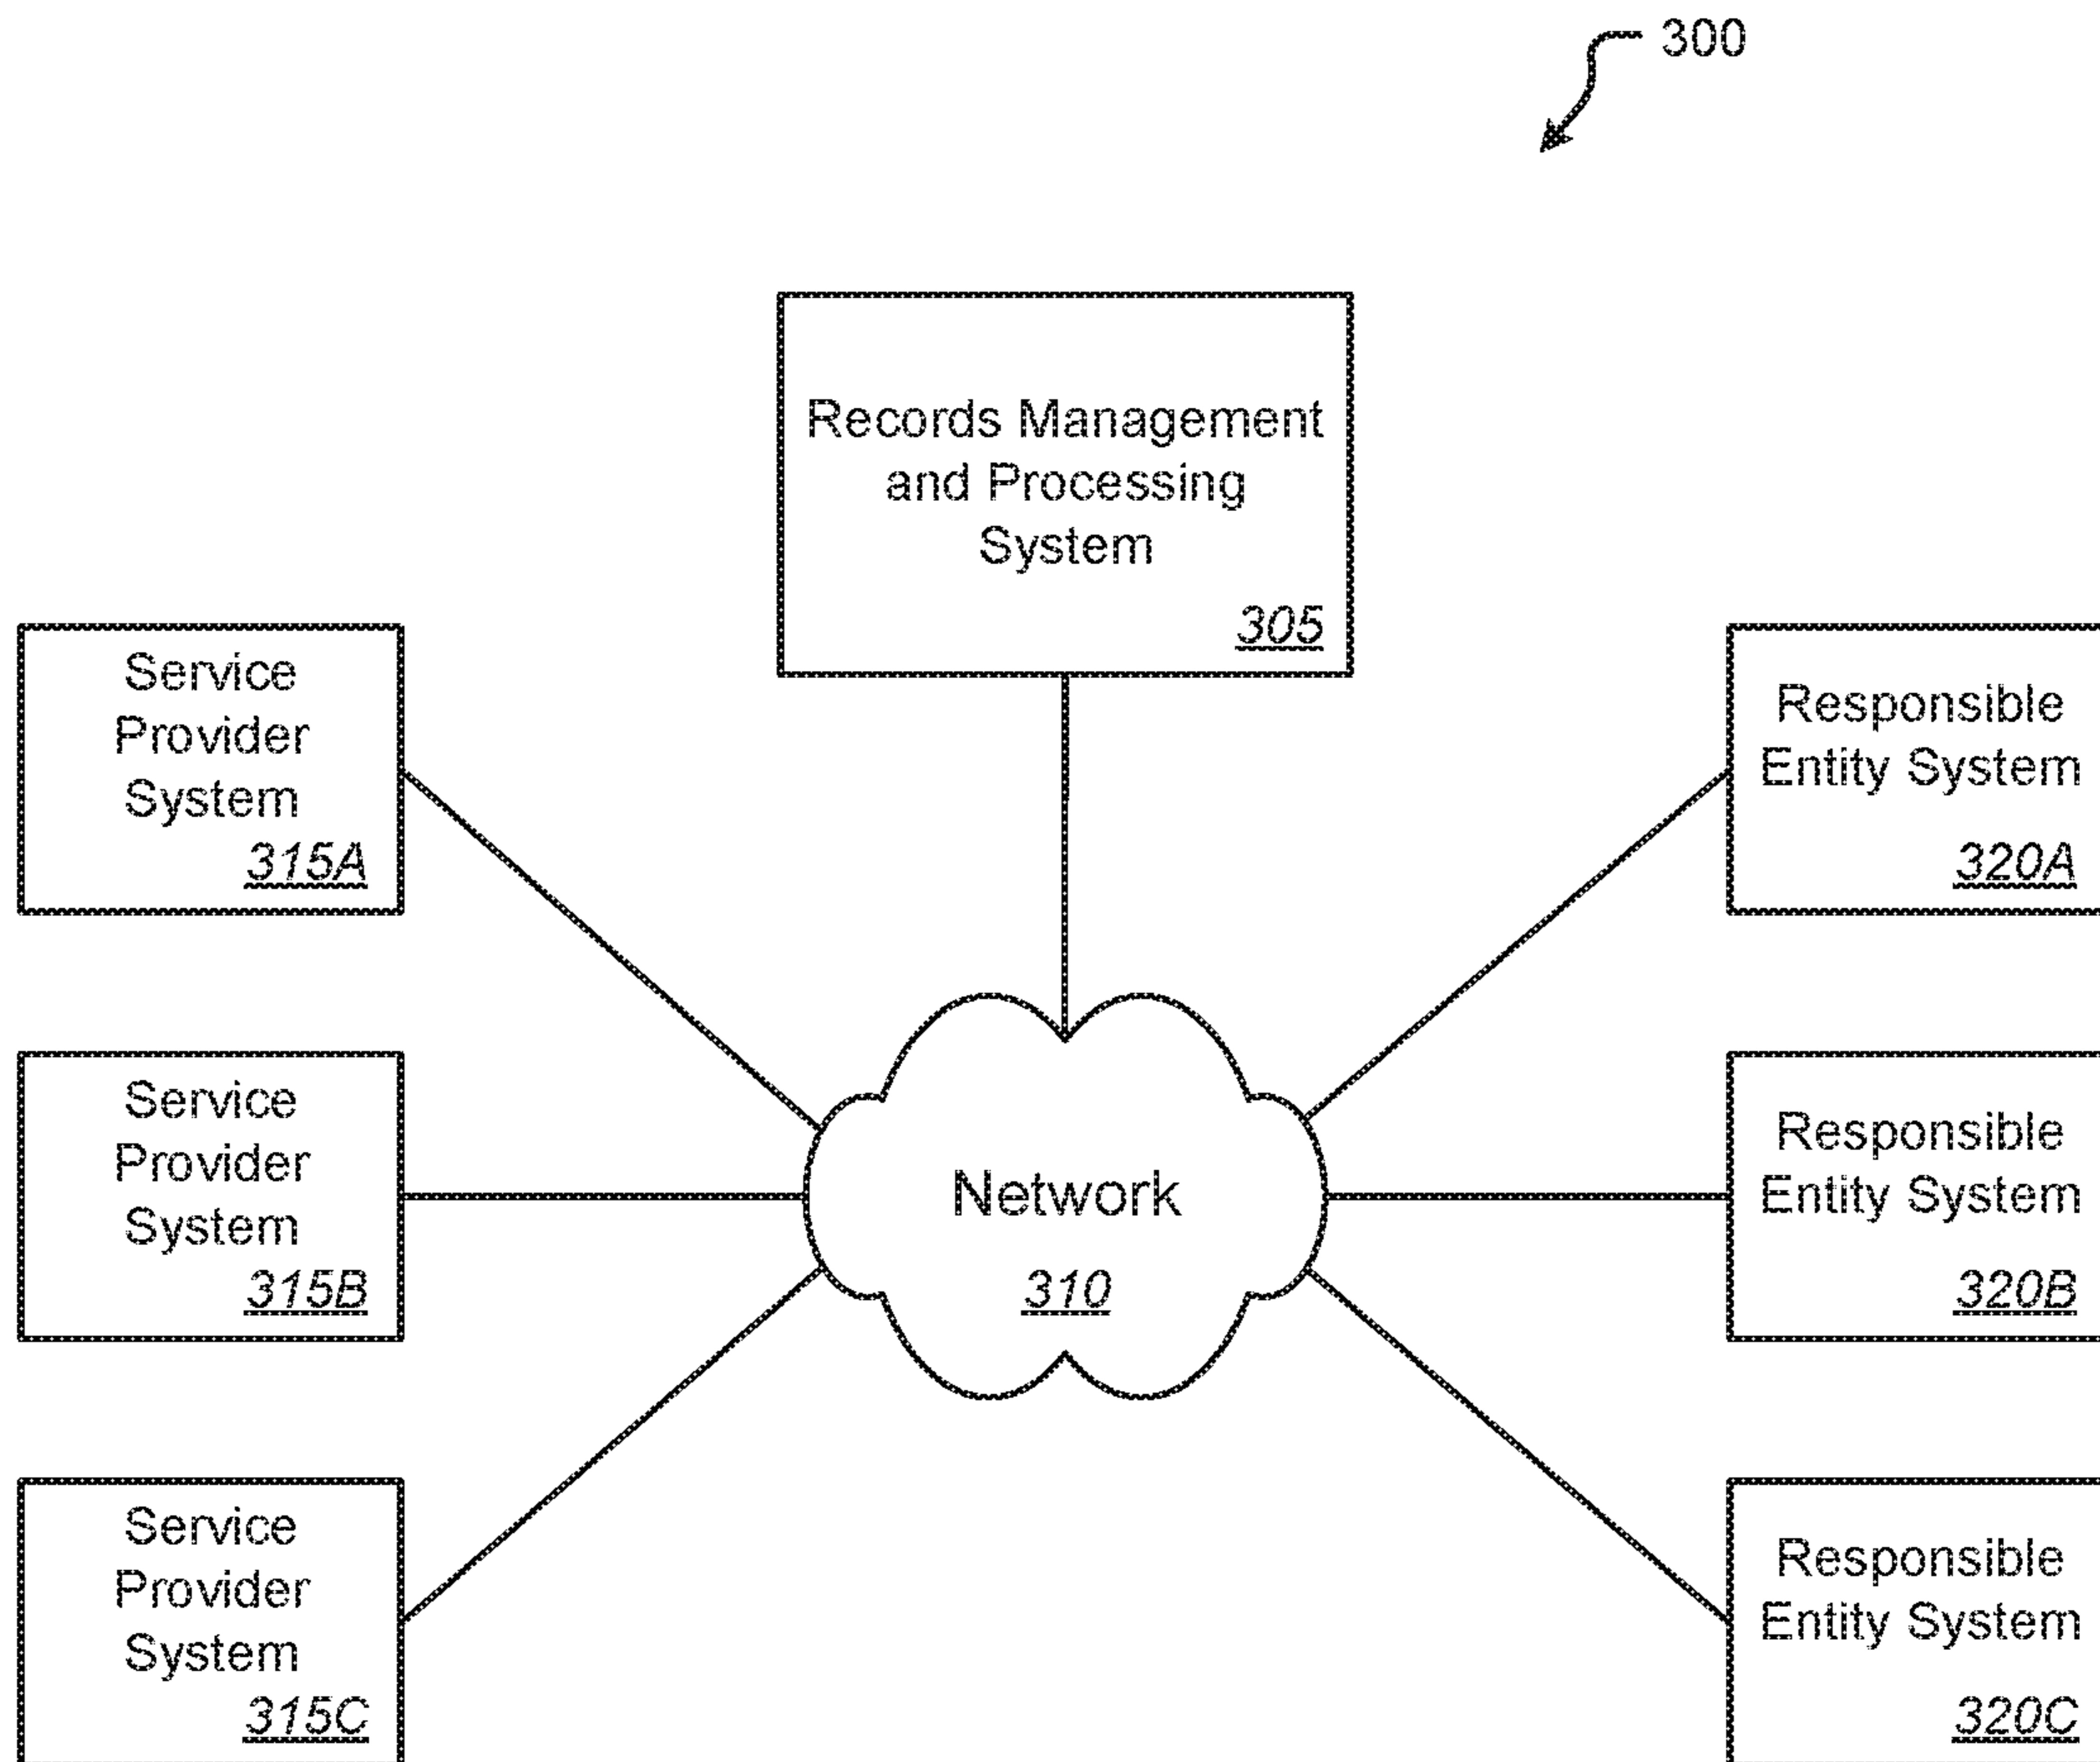 300
Records Management
and Processing
System
305
Service
Provider
System
315A
Responsible
Entity System
320A
Service
Provider
System
315B
Network
310
Responsible
Entity System
320B
Service
Provider
System
315C
Responsible
Entity System
320C